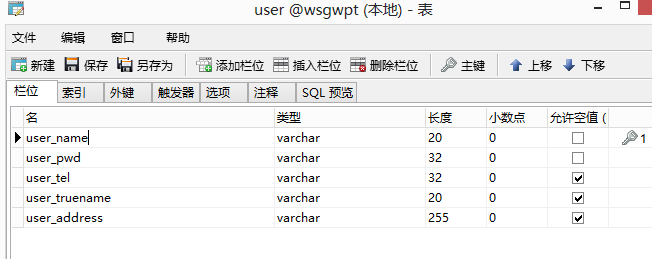 user @wsgwpt (本地) - 表
文件 编辑 窗口 帮助
新建 保存 另存为 添加栏位 插入栏位 删除栏位 主键 上移 下移
栏位 索引 外键 触发器 选项 注释 SQL 预览
名 类型 长度 小数点 允许空值 (
user_name varchar 20 0 1
user_pwd varchar 32 0
user_tel varchar 32 0
user_truename varchar 20 0
user_address varchar 255 0